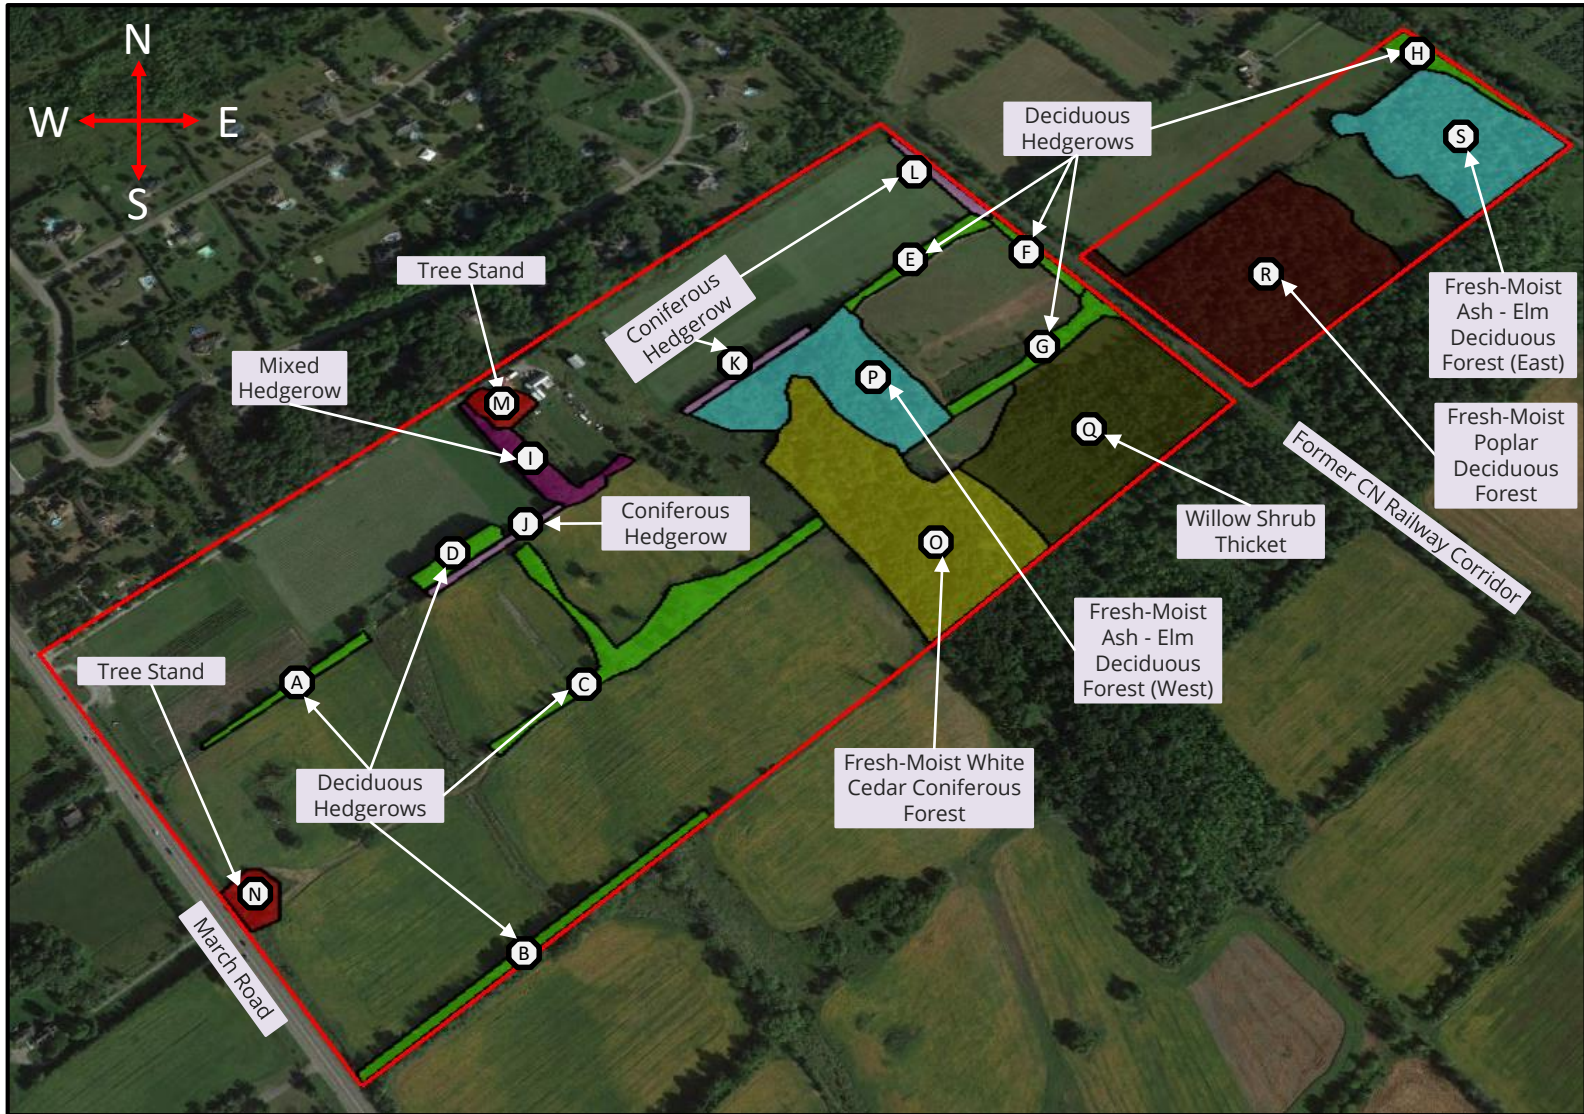 N
W
E
S
H
Deciduous
Hedgerows
S
L
F
E
Tree Stand
R
Fresh-Moist
Ash - Elm
Deciduous
Forest (East)
Coniferous
Hedgerow
K
G
Mixed
Hedgerow
P
M
Fresh-Moist
Poplar
Deciduous
Forest
Q
I
Former CN Railway Corridor
J
Coniferous
Hedgerow
Willow Shrub
Thicket
D
O
Fresh-Moist
Ash - Elm
Deciduous
Forest (West)
Tree Stand
A
C
Deciduous
Hedgerows
Fresh-Moist White
Cedar Coniferous
Forest
N
March Road
B